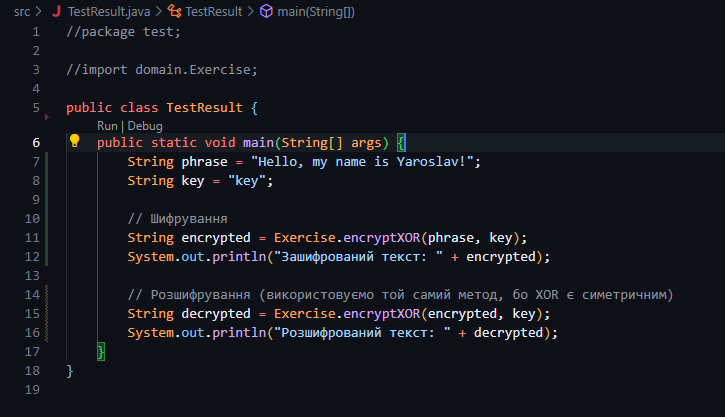 src > TestResult.java > TestResult > main(String[])
1 //package test;
2
3 //import domain.Exercise;
4
5 public class TestResult {
Run | Debug
6 public static void main(String[] args) {
7 String phrase = "Hello, my name is Yaroslav!";
8 String key = "key";
9
10 // Шифрування
11 String encrypted = Exercise.encryptXOR(phrase, key);
12 System.out.println("Зашифрований текст: " + encrypted);
13
14 // Розшифрування (використовуємо той самий метод, бо XOR є симетричним)
15 String decrypted = Exercise.encryptXOR(encrypted, key);
16 System.out.println("Розшифрований текст: " + decrypted);
17 }
18 }
19